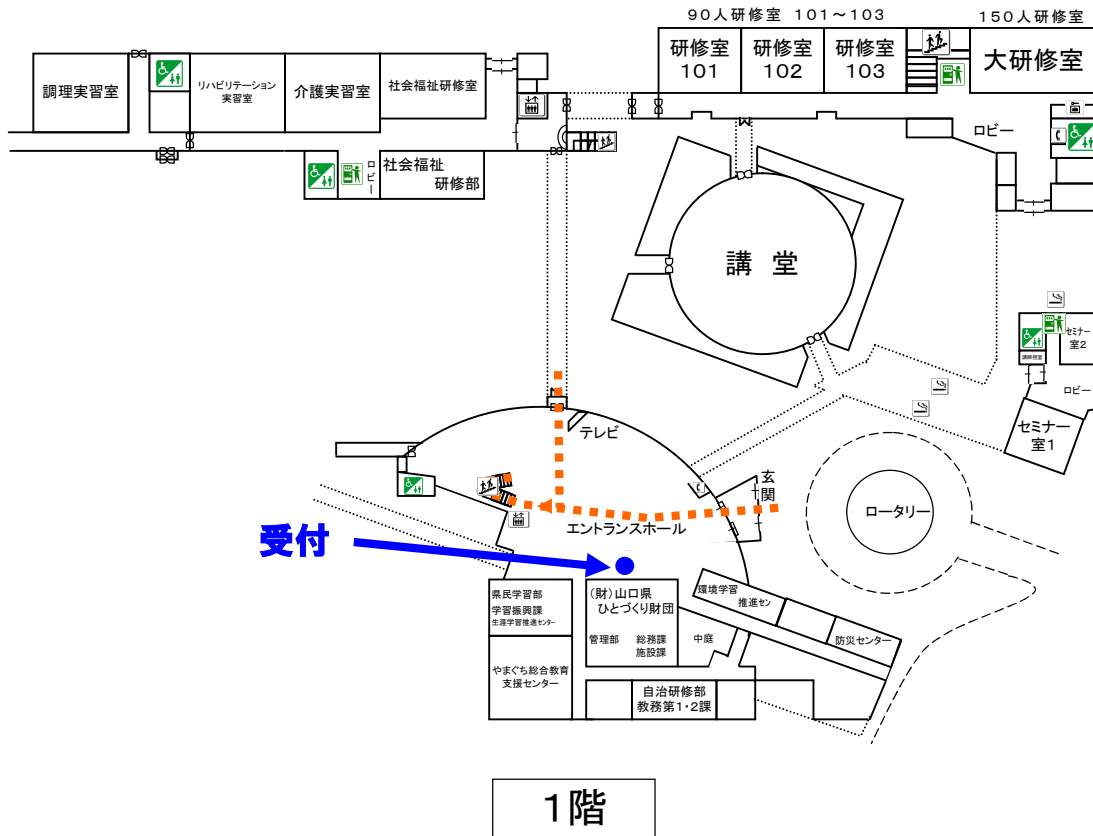 90人研修室 101～103
150人研修室
研修室
101
研修室
102
研修室
103
大研修室
調理実習室
リハビリテーション
実習室
介護実習室
社会福祉研修室
ロビー
ロビー
社会福祉
研修部
講 堂
セミナー
室2
講師控室
ロビー
セミナー
室1
テレビ
玄関
ロータリー
エントランスホール
受付
県民学習部
学習振興課
生涯学習推進センター
(財)山口県
ひとづくり財団
管理部 総務課
施設課
環境学習
推進セン
中庭
防災センター
やまぐち総合教育
支援センター
自治研修部
教務第1・2課
1階